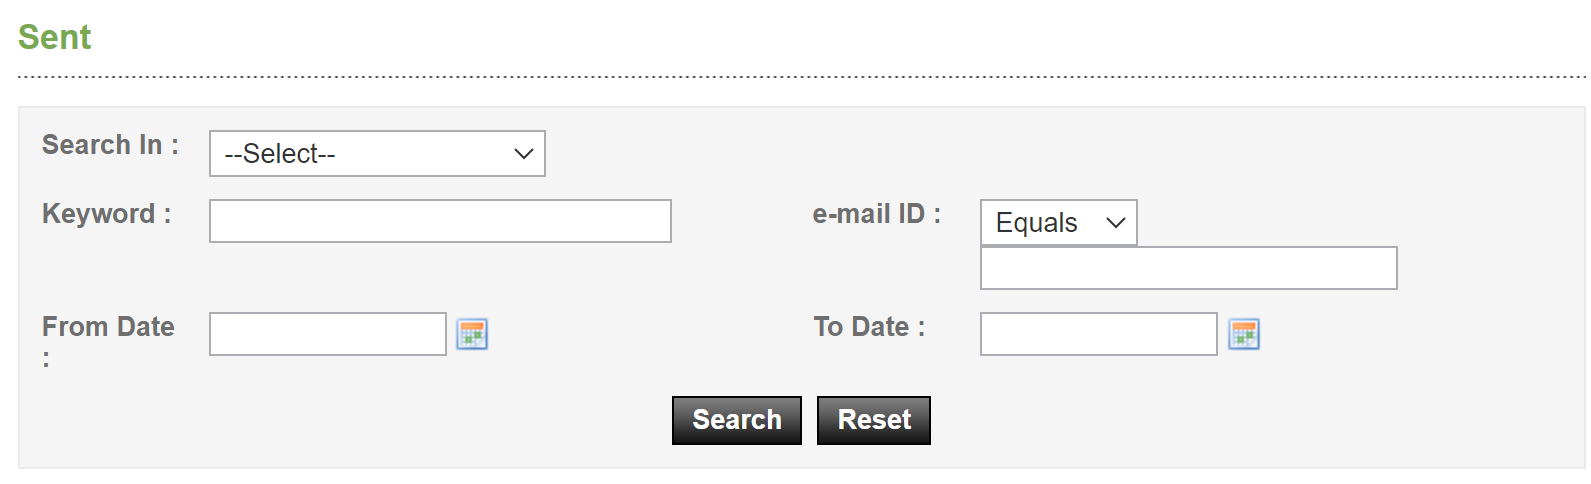 Sent
Search In :
--Select--
Keyword :
e-mail ID :
Equals
From Date
:
To Date :
Search
Reset